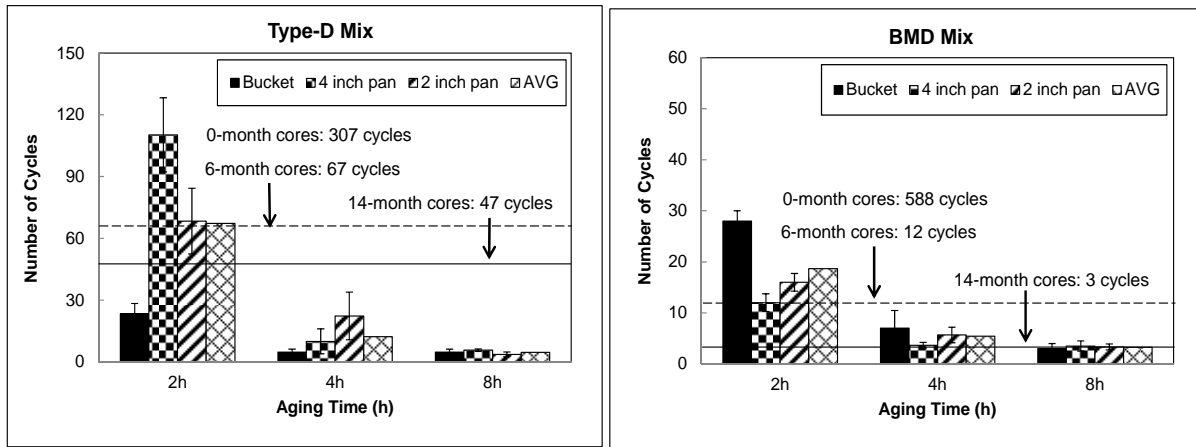 Type-D Mix
150
120
90
60
30
0
Number of Cycles
Bucket 4 inch pan 2 inch pan AVG
0-month cores: 307 cycles
6-month cores: 67 cycles
14-month cores: 47 cycles
2h 4h 8h
Aging Time (h)
BMD Mix
60
50
40
30
20
10
0
Number of Cycles
Bucket 4 inch pan 2 inch pan AVG
0-month cores: 588 cycles
6-month cores: 12 cycles
14-month cores: 3 cycles
2h 4h 8h
Aging Time (h)